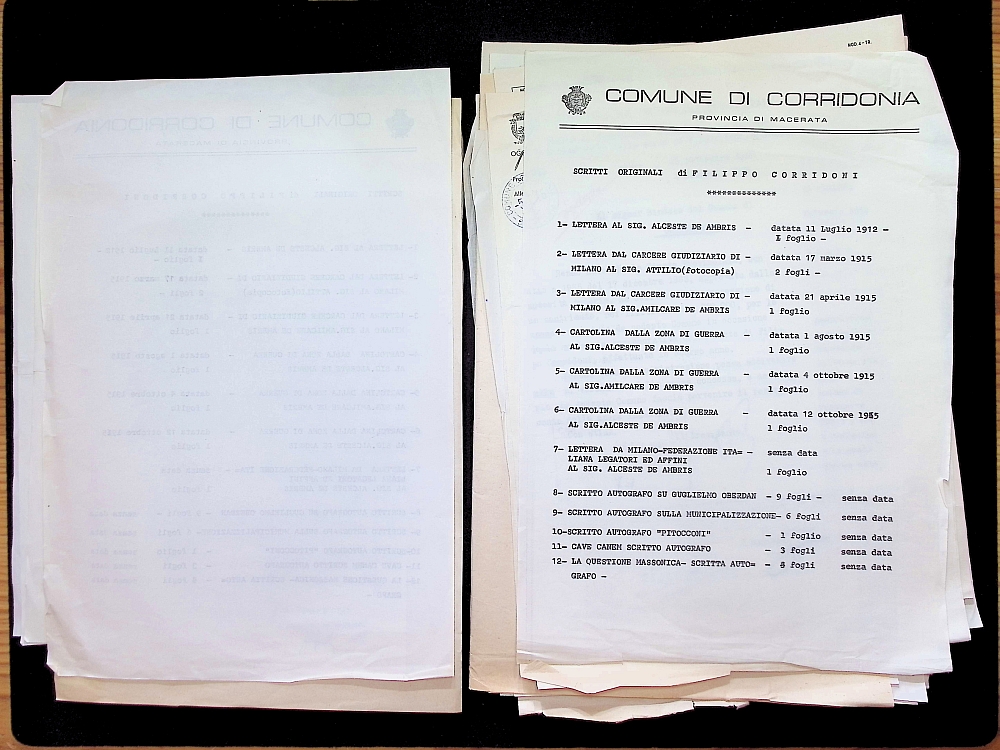 MOD.4-19.
COMUNE DI CORRIDONIA
PROVINCIA DI MACERATA
SCRITTI ORIGINALI di FILIPPO CORRIDONI
**************
1- LETTERA AL SIG. ALCESTE DE AMBRIS - datata 11 Luglio 1912 -
1 foglio -
2- LETTERA DAL CARCERE GIUDIZIARIO DI - datata 17 marzo 1915
MILANO AL SIG. ATTILIO(fotocopia) 2 fogli -
3- LETTERA DAL CARCERE GIUDIZIARIO DI - datata 21 aprile 1915
MILANO AL SIG.AMILCARE DE AMBRIS 1 foglio
4- CARTOLINA DALLA ZONA DI GUERRA - datata 1 agosto 1915
AL SIG.ALCESTE DE AMBRIS 1 foglio
5- CARTOLINA DALLA ZONA DI GUERRA - datata 4 ottobre 1915
AL SIG.AMILCARE DE AMBRIS 1 foglio
6- CARTOLINA DALLA ZONA DI GUERRA - datata 12 ottobre 1915
AL SIG.ALCESTE DE AMBRIS 1 foglio
7- LETTERA DA MILANO=FEDERAZIONE ITA= - senza data
LIANA LEGATORI ED AFFINI
AL SIG. ALCESTE DE AMBRIS 1 foglio
8- SCRITTO AUTOGRAFO SU GUGLIELMO OBERDAN - 9 fogli - senza data
9- SCRITTO AUTOGRAFO SULLA MUNICIPALIZZAZIONE- 6 fogli senza data
10-SCRITTO AUTOGRAFO "PITOCCONI" - 1 foglio senza data
11- CAVE CANEM SCRITTO AUTOGRAFO - 3 fogli senza data
12- LA QUESTIONE MASSONICA- SCRITTA AUTO= - fogli senza data
GRAFO -